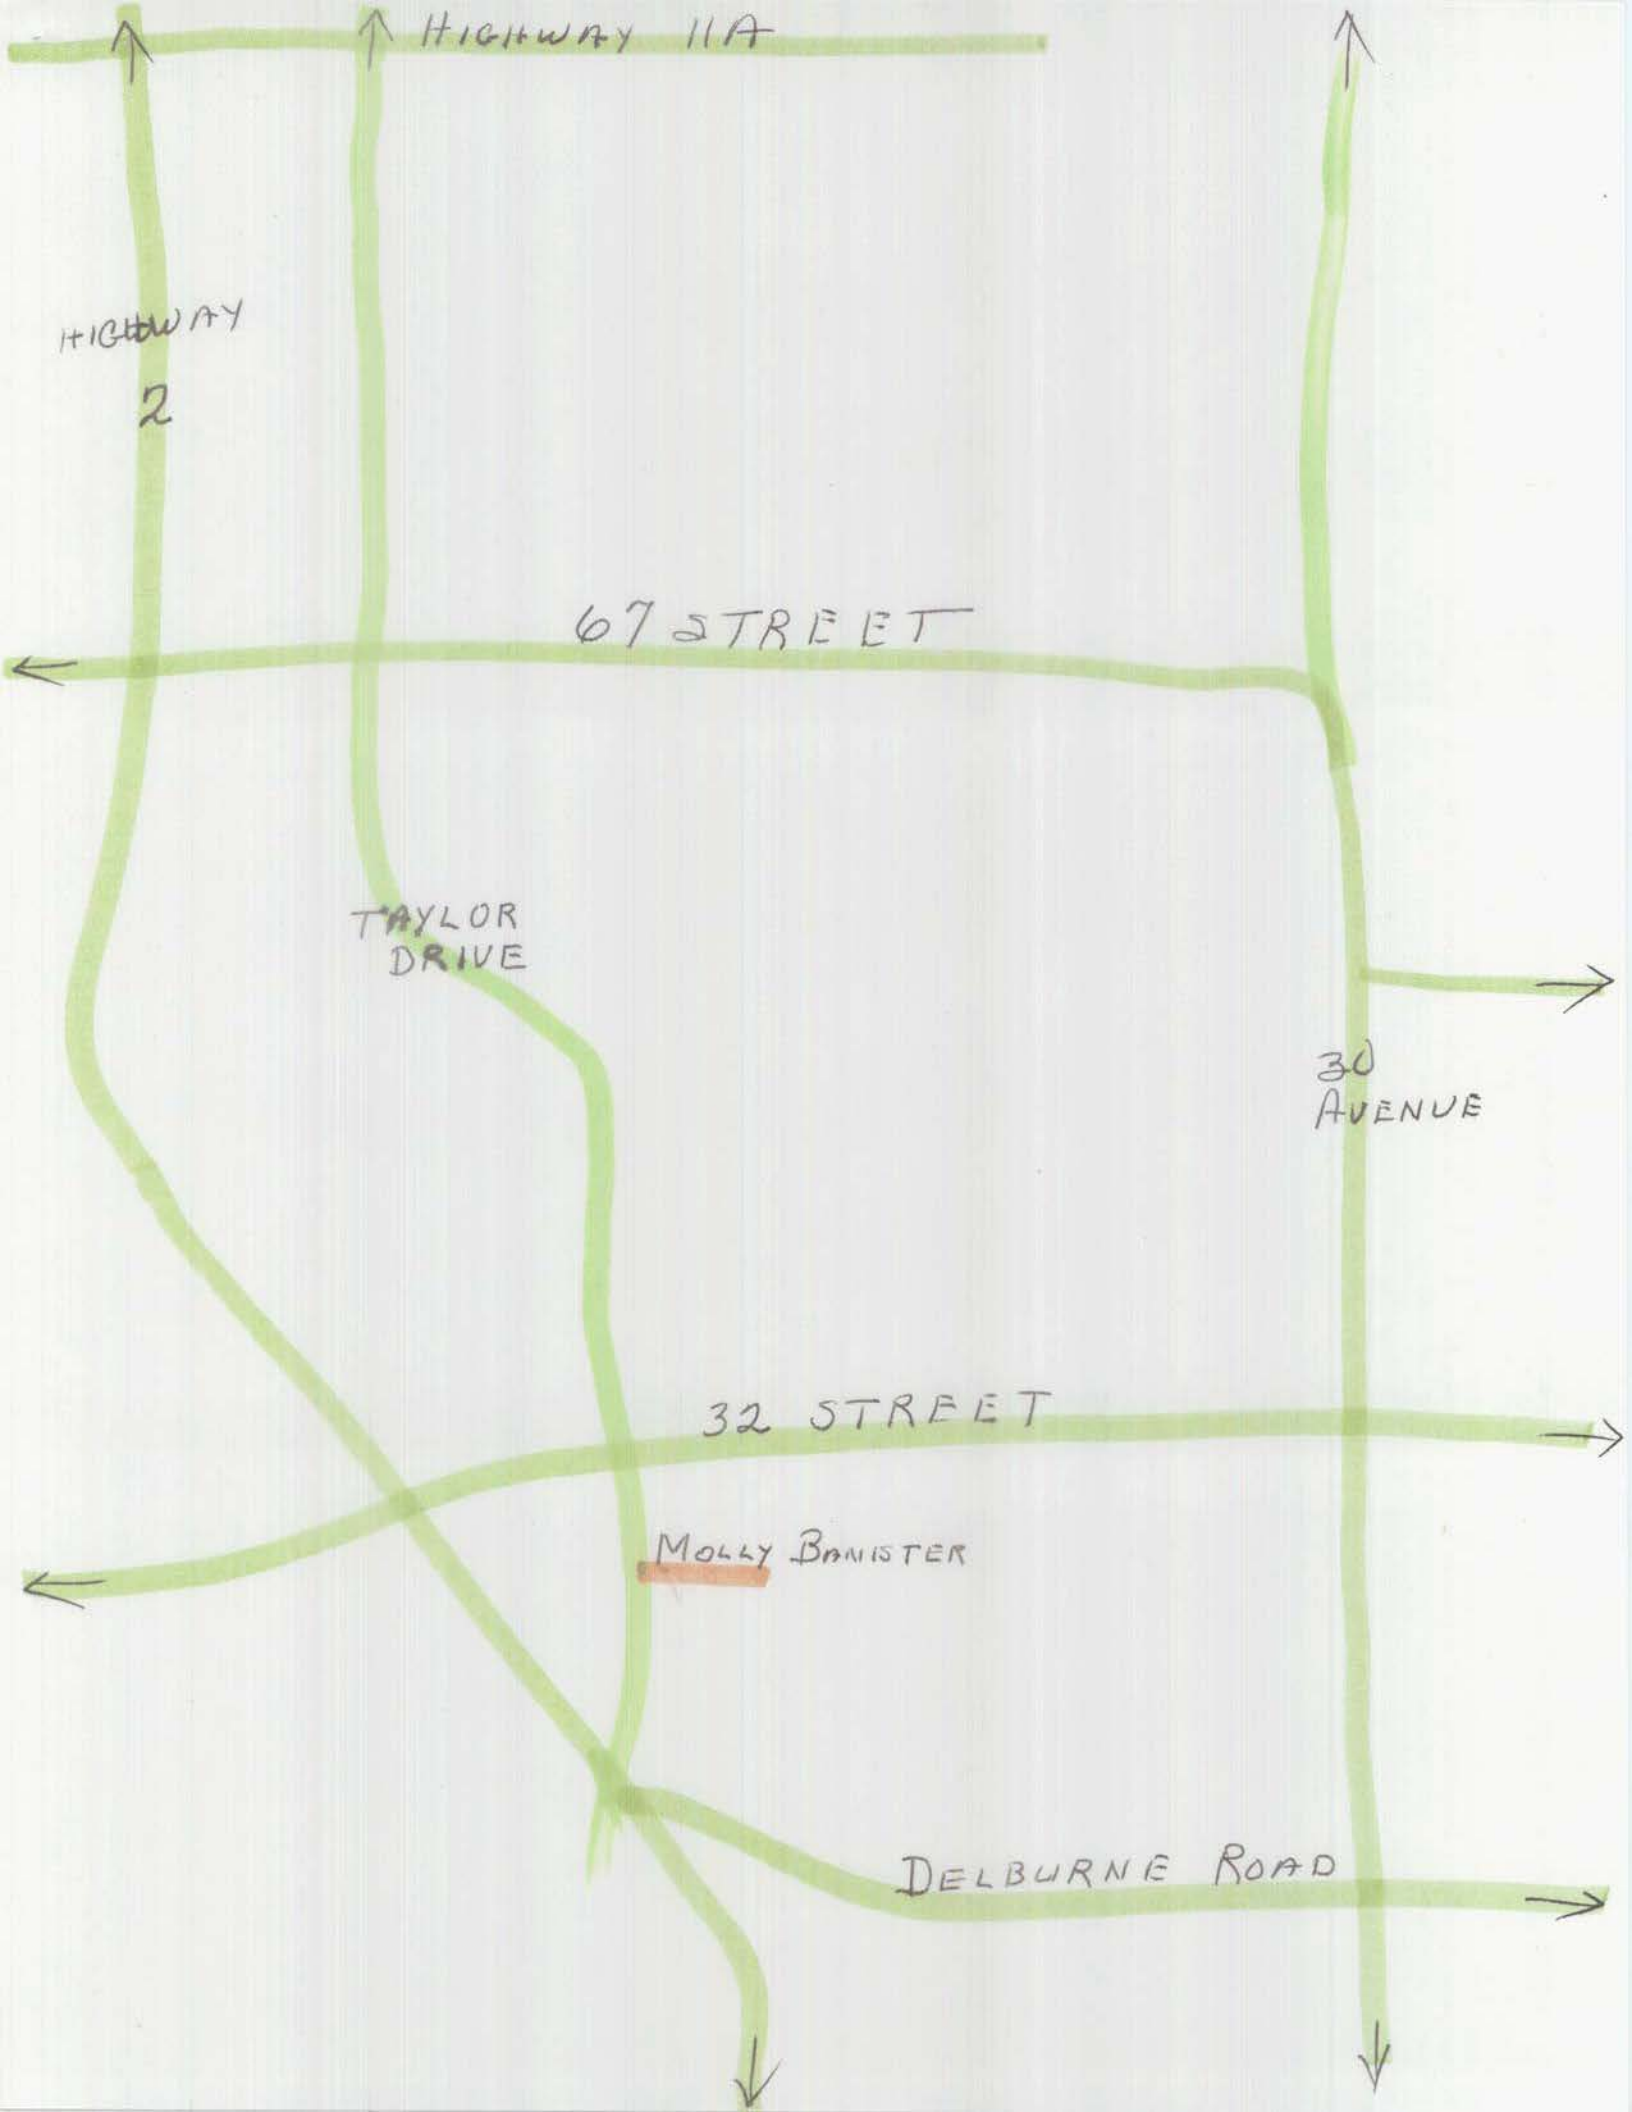 HIGHWAY 11A
HIGHWAY
2
67 STREET
TAYLOR
DRIVE
30
AVENUE
32 STREET
MOLLY BANISTER
DELBURNE ROAD